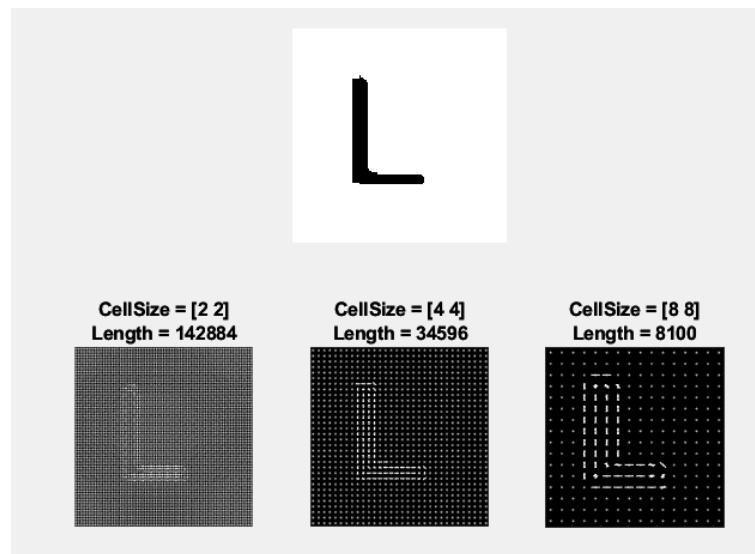 L
CellSize = [2 2]
Length = 142884
CellSize = [4 4]
Length = 34596
CellSize = [8 8]
Length = 8100
L
L
L